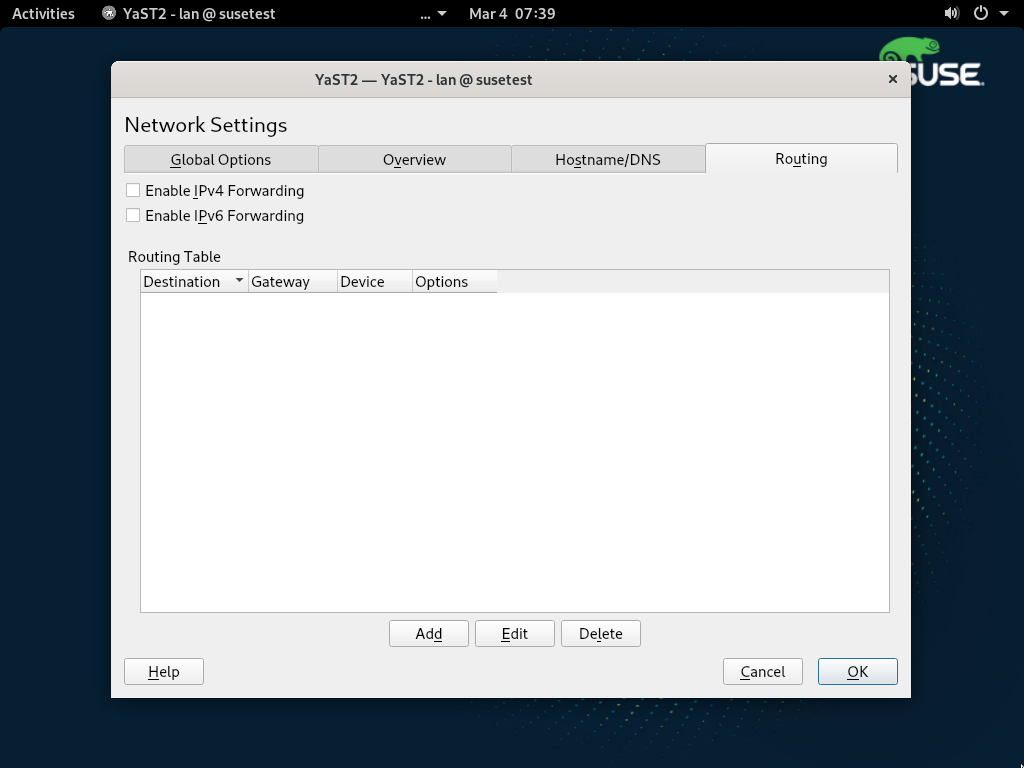 Activities YaST2 - lan @ susetest ... Mar 4 07:39
SUSE
YaST2 — YaST2 - lan @ susetest ×
Network Settings
Global Options Overview Hostname/DNS Routing
Enable IPv4 Forwarding
Enable IPv6 Forwarding
Routing Table
Destination Gateway Device Options
Add Edit Delete
Help Cancel OK